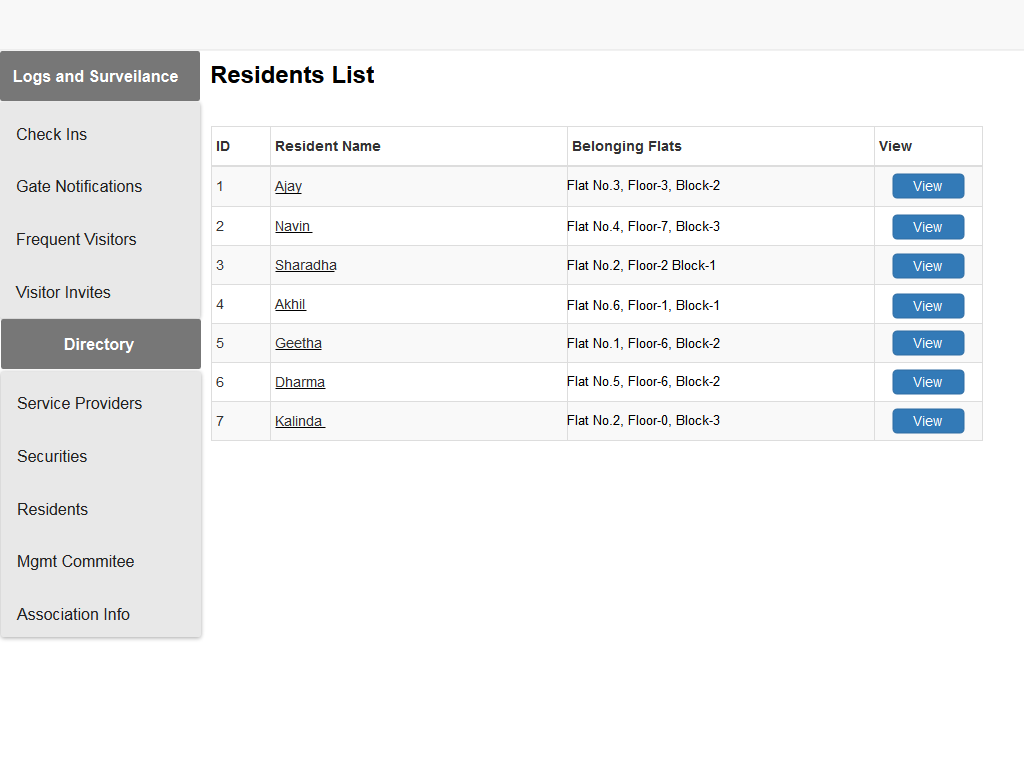 Logs and Surveilance
Check Ins
Gate Notifications
Frequent Visitors
Visitor Invites
Directory
Service Providers
Securities
Residents
Mgmt Commitee
Association Info
Residents List
ID Resident Name Belonging Flats View
1 Ajay Flat No.3, Floor-3, Block-2 View
2 Navin Flat No.4, Floor-7, Block-3 View
3 Sharadha Flat No.2, Floor-2 Block-1 View
4 Akhil Flat No.6, Floor-1, Block-1 View
5 Geetha Flat No.1, Floor-6, Block-2 View
6 Dharma Flat No.5, Floor-6, Block-2 View
7 Kalinda Flat No.2, Floor-0, Block-3 View